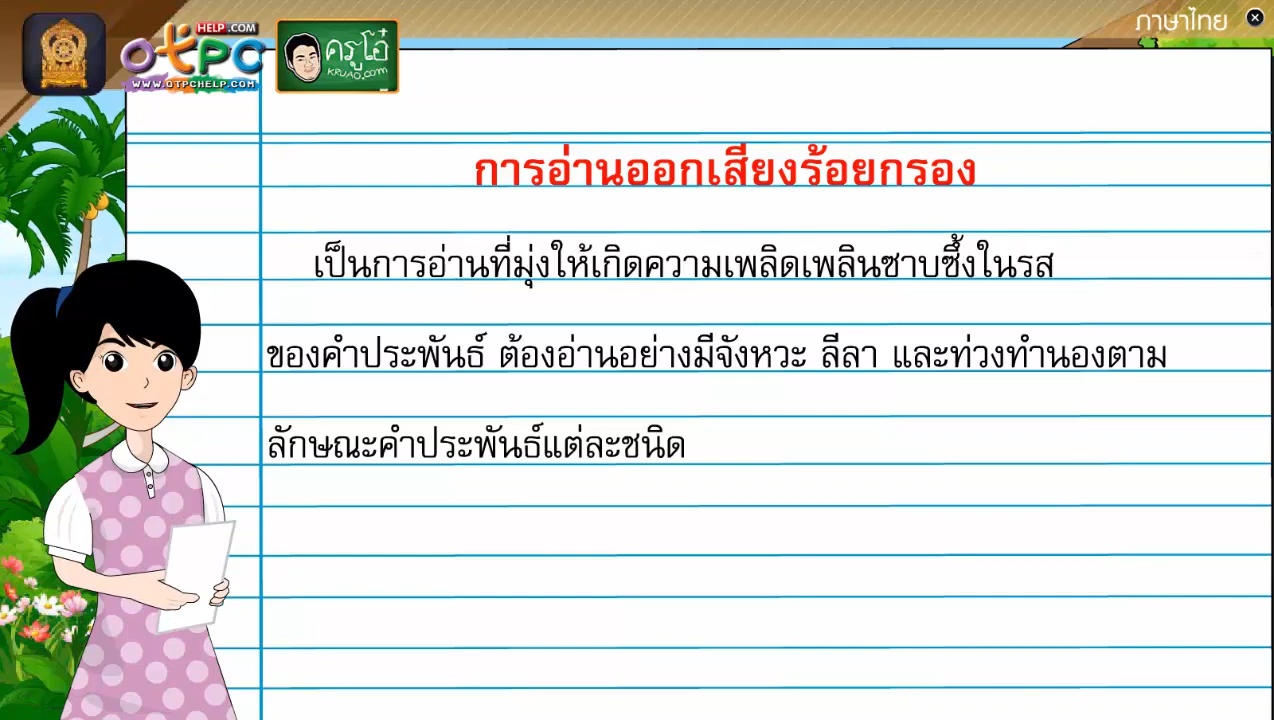 ภาษาไทย
HELP.COM
OTPC
WWW.OTPCHELP.COM
ครูโอ๋
KRUAO.COM
การอ่านออกเสียงร้อยกรอง
เป็นการอ่านที่มุ่งให้เกิดความเพลิดเพลินซาบซึ้งในรส
ของคำประพันธ์ ต้องอ่านอย่างมีจังหวะ ลีลา และท่วงทำนองตาม
ลักษณะคำประพันธ์แต่ละชนิด